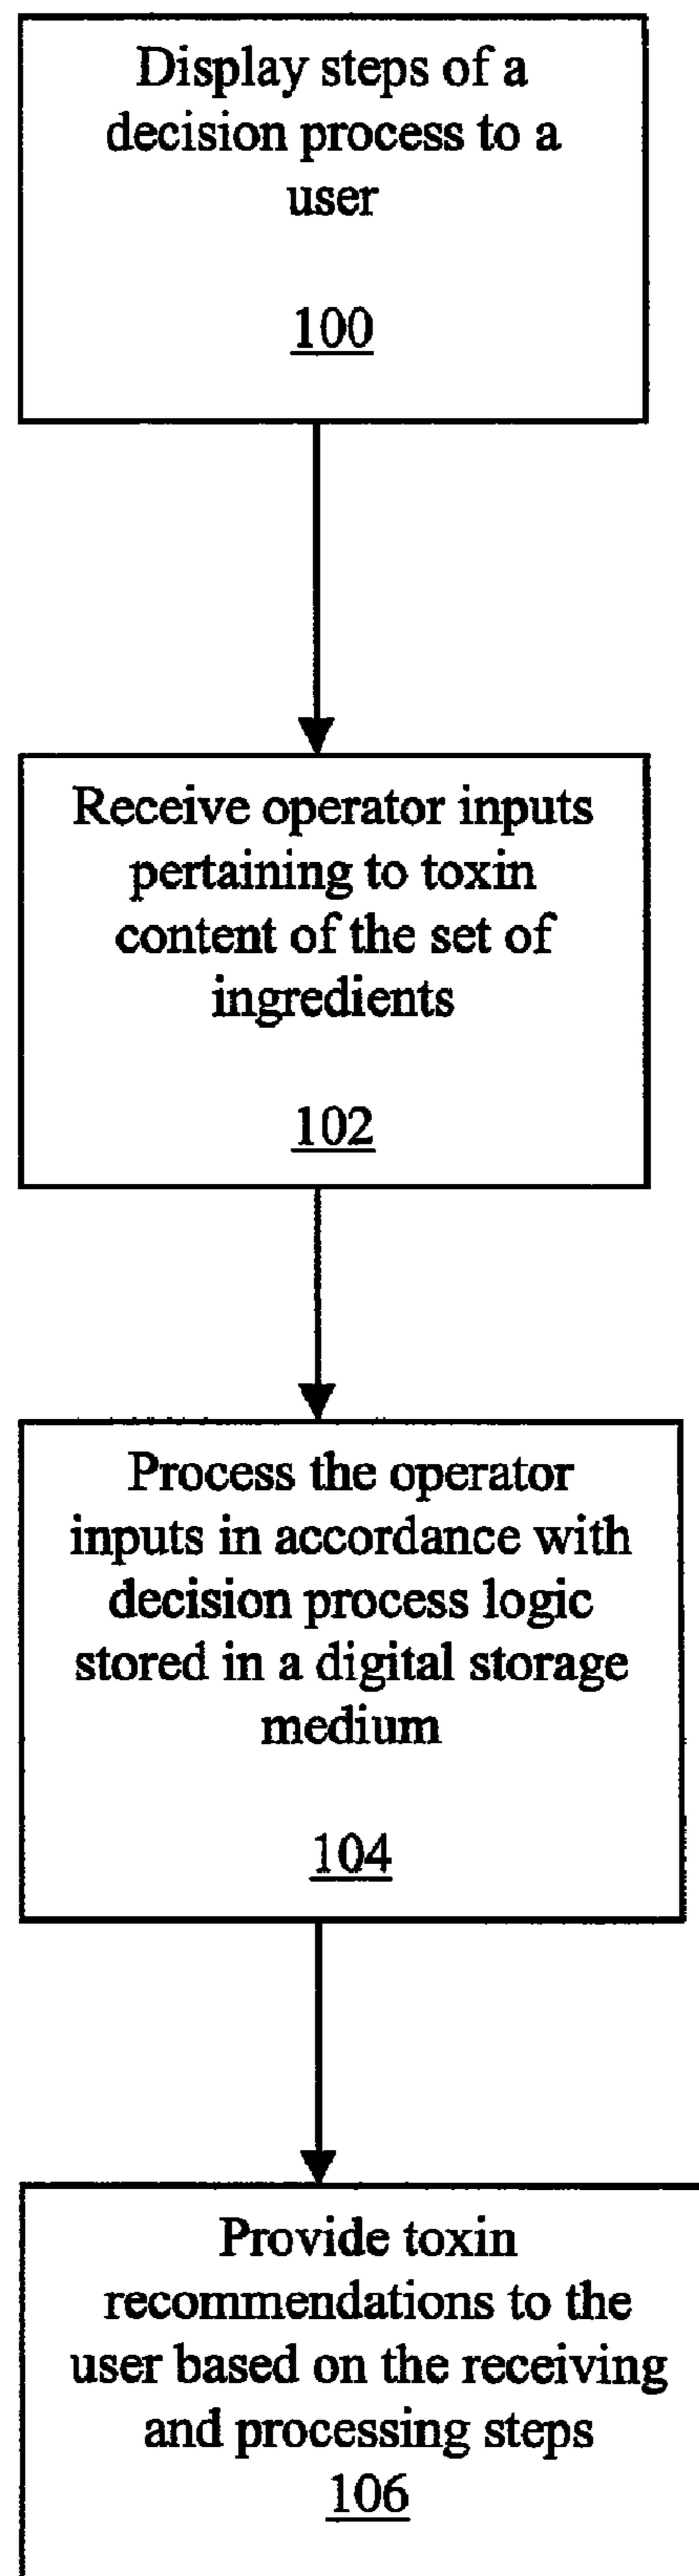 Display steps of a
decision process to a
user
100
Receive operator inputs
pertaining to toxin
content of the set of
ingredients
102
Process the operator
inputs in accordance with
decision process logic
stored in a digital storage
medium
104
Provide toxin
recommendations to the
user based on the receiving
and processing steps
106